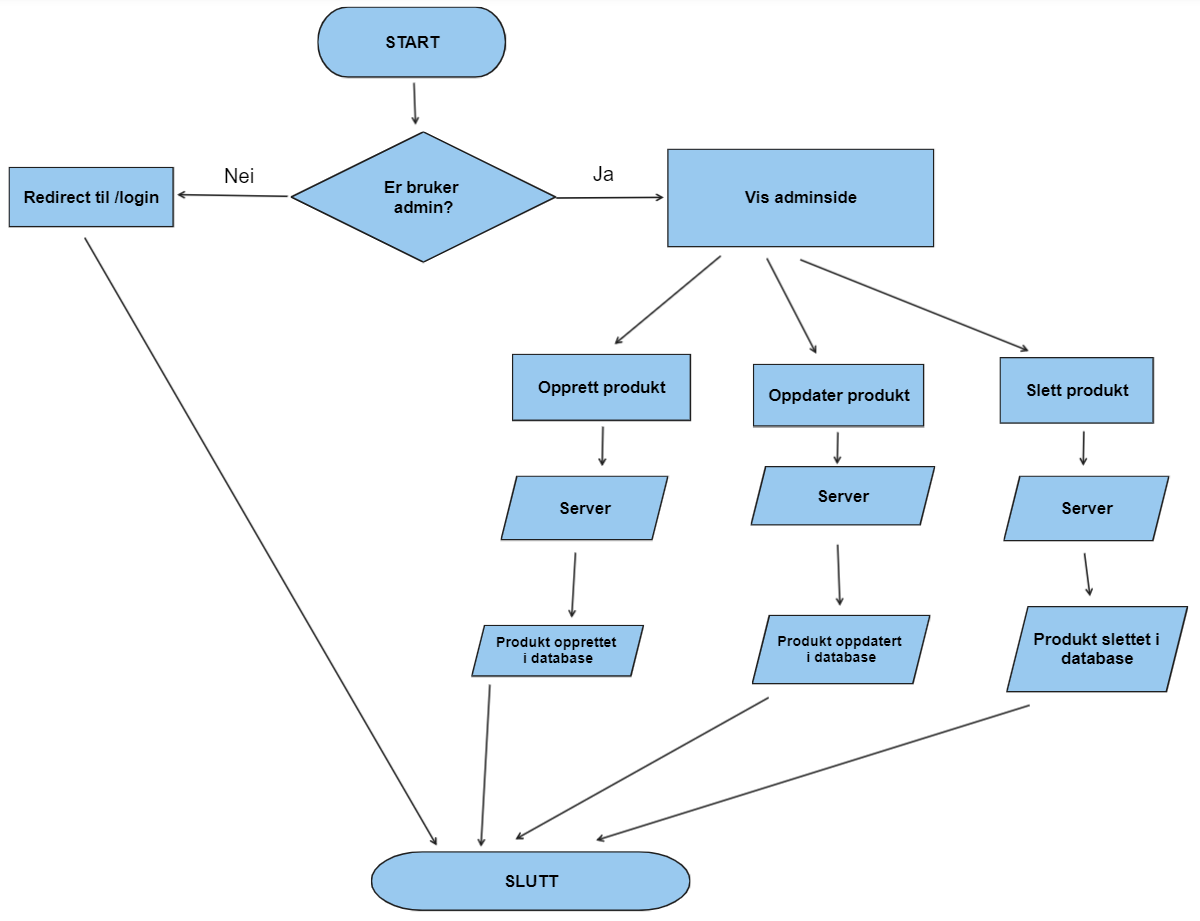 START
Nei
Ja
Redirect til /login
Er bruker
admin?
Vis adminside
Opprett produkt
Oppdater produkt
Slett produkt
Server
Server
Server
Produkt opprettet
i database
Produkt oppdatert
i database
Produkt slettet i
database
SLUTT